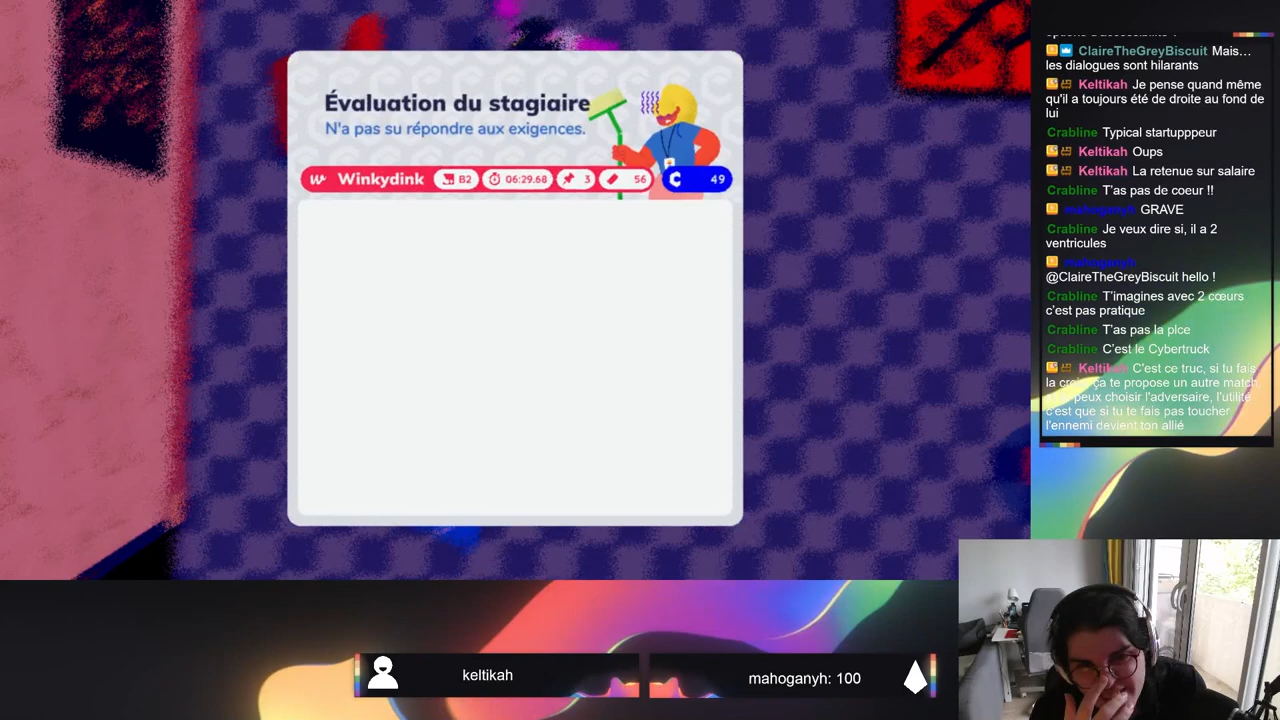 Évaluation du stagiaire
N'a pas su répondre aux exigences.
Winkydink B2 06:29.68 3 56 49
ClaireTheGreyBiscuit Mais…
les dialogues sont hilarants
Keltikah Je pense quand même
qu'il a toujours été de droite au fond de
lui
Crabline Typical startupppeur
Keltikah Oups
Keltikah La retenue sur salaire
Crabline T'as pas de coeur !!
mahoganyh GRAVE
Crabline Je veux dire si, il a 2
ventricules
mahoganyh
@ClaireTheGreyBiscuit hello !
Crabline T'imagines avec 2 cœurs
c'est pas pratique
Crabline T'as pas la plce
Crabline C'est le Cybertruck
Keltikah C'est ce truc, si tu fais
la ça te propose un autre match
peux choisir l'adversaire, l'utilité
c'est que si tu te fais pas toucher
l'ennemi devient ton allié
keltikah
mahoganyh: 100